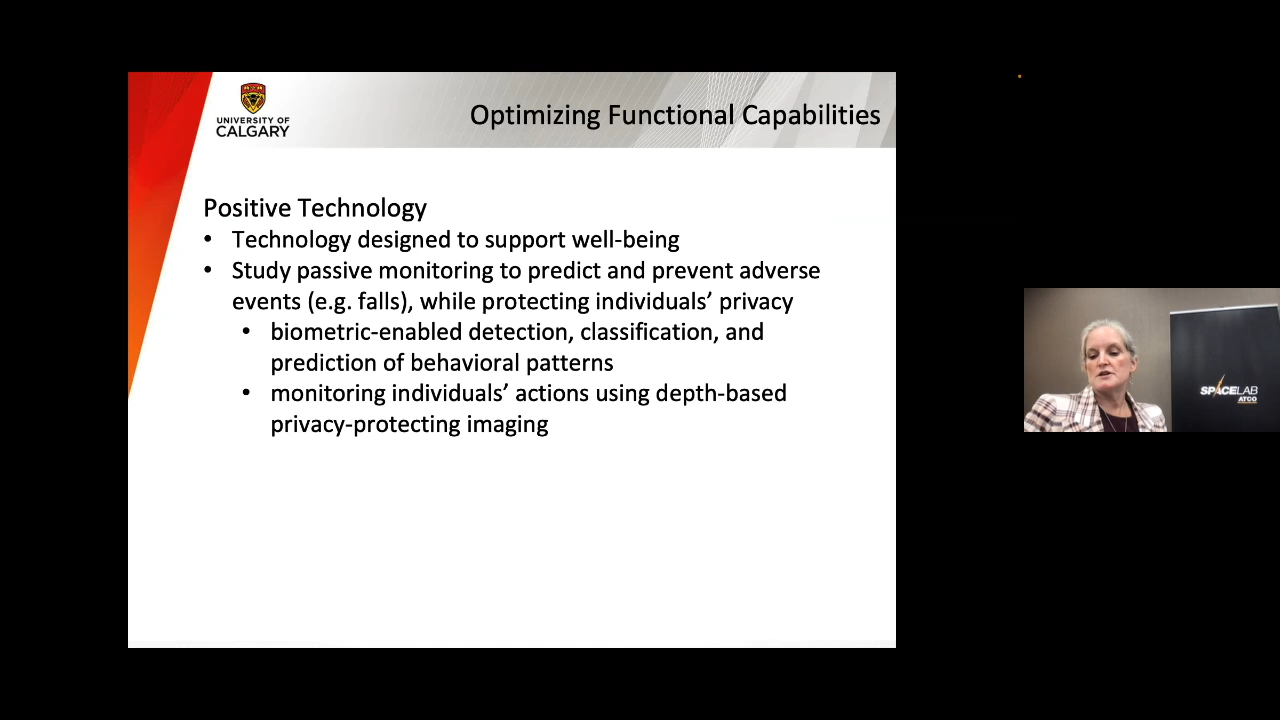 UNIVERSITY OF
CALGARY
Optimizing Functional Capabilities
Positive Technology
• Technology designed to support well-being
• Study passive monitoring to predict and prevent adverse
events (e.g. falls), while protecting individuals’ privacy
• biometric-enabled detection, classification, and
prediction of behavioral patterns
• monitoring individuals’ actions using depth-based
privacy-protecting imaging
SPACELAB
ATCO